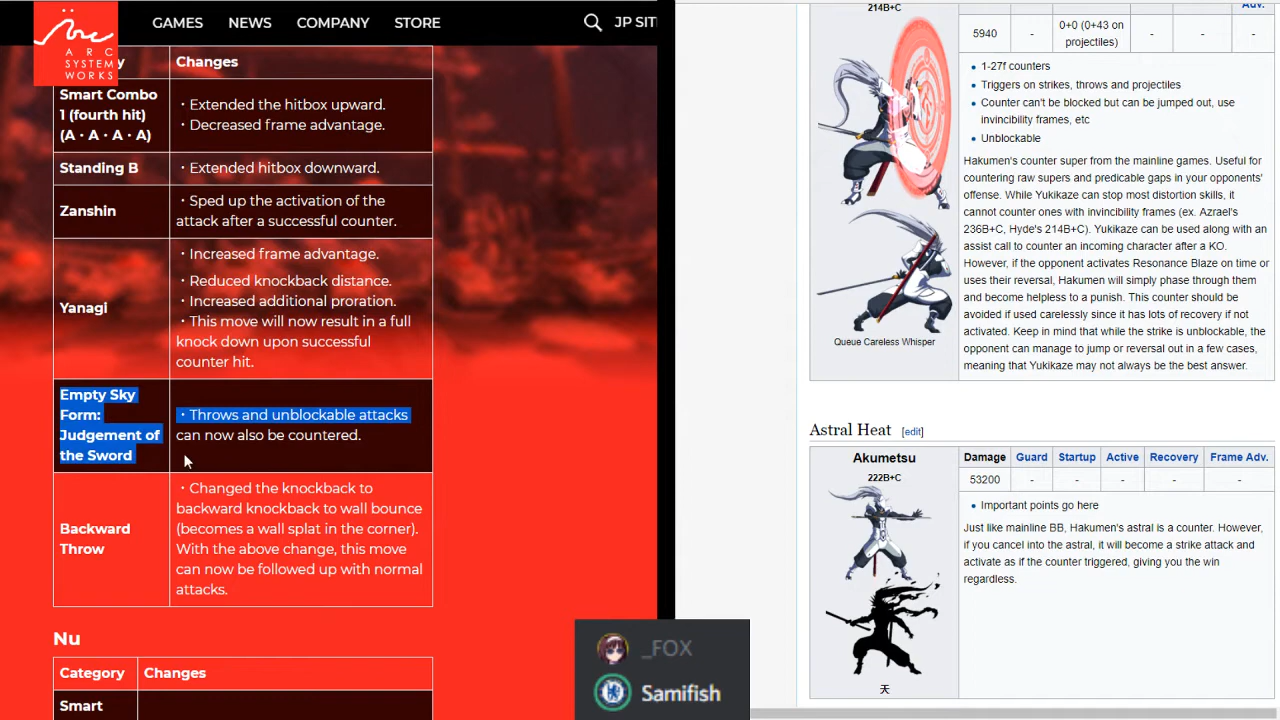 GAMES NEWS COMPANY STORE JP SIT
ARC
SYSTEM
WORKS
Changes
Smart Combo
1 (fourth hit)
(A・A・A・A)
・Extended the hitbox upward.
・Decreased frame advantage.
Standing B
・Extended hitbox downward.
Zanshin
・Sped up the activation of the
attack after a successful counter.
Yanagi
・Increased frame advantage.
・Reduced knockback distance.
・Increased additional proration.
・This move will now result in a full
knock down upon successful
counter hit.
Empty Sky
Form:
Judgement of
the Sword
・Throws and unblockable attacks
can now also be countered.
Backward
Throw
・Changed the knockback to
backward knockback to wall bounce
(becomes a wall splat in the corner).
With the above change, this move
can now be followed up with normal
attacks.
Nu
Category Changes
Smart
_FOX
Samifish
214B+C
Adv.
5940 - 0+0 (0+43 on
projectiles) - - -
• 1-27f counters
• Triggers on strikes, throws and projectiles
• Counter can't be blocked but can be jumped out, use
invincibility frames, etc
• Unblockable
Hakumen's counter super from the mainline games. Useful for
countering raw supers and predicable gaps in your opponents'
offense. While Yukikaze can stop most distortion skills, it
cannot counter ones with invincibility frames (ex. Azrael's
236B+C, Hyde's 214B+C). Yukikaze can be used along with an
assist call to counter an incoming character after a KO.
However, if the opponent activates Resonance Blaze on time or
uses their reversal, Hakumen will simply phase through them
and become helpless to a punish. This counter should be
avoided if used carelessly since it has lots of recovery if not
activated. Keep in mind that while the strike is unblockable, the
opponent can manage to jump or reversal out in a few cases,
meaning that Yukikaze may not always be the best answer.
Queue Careless Whisper
Astral Heat [edit]
Akumetsu
222B+C
Damage Guard Startup Active Recovery Frame Adv.
53200 - - - - -
• Important points go here
Just like mainline BB, Hakumen's astral is a counter. However,
if you cancel into the astral, it will become a strike attack and
activate as if the counter triggered, giving you the win
regardless.
天